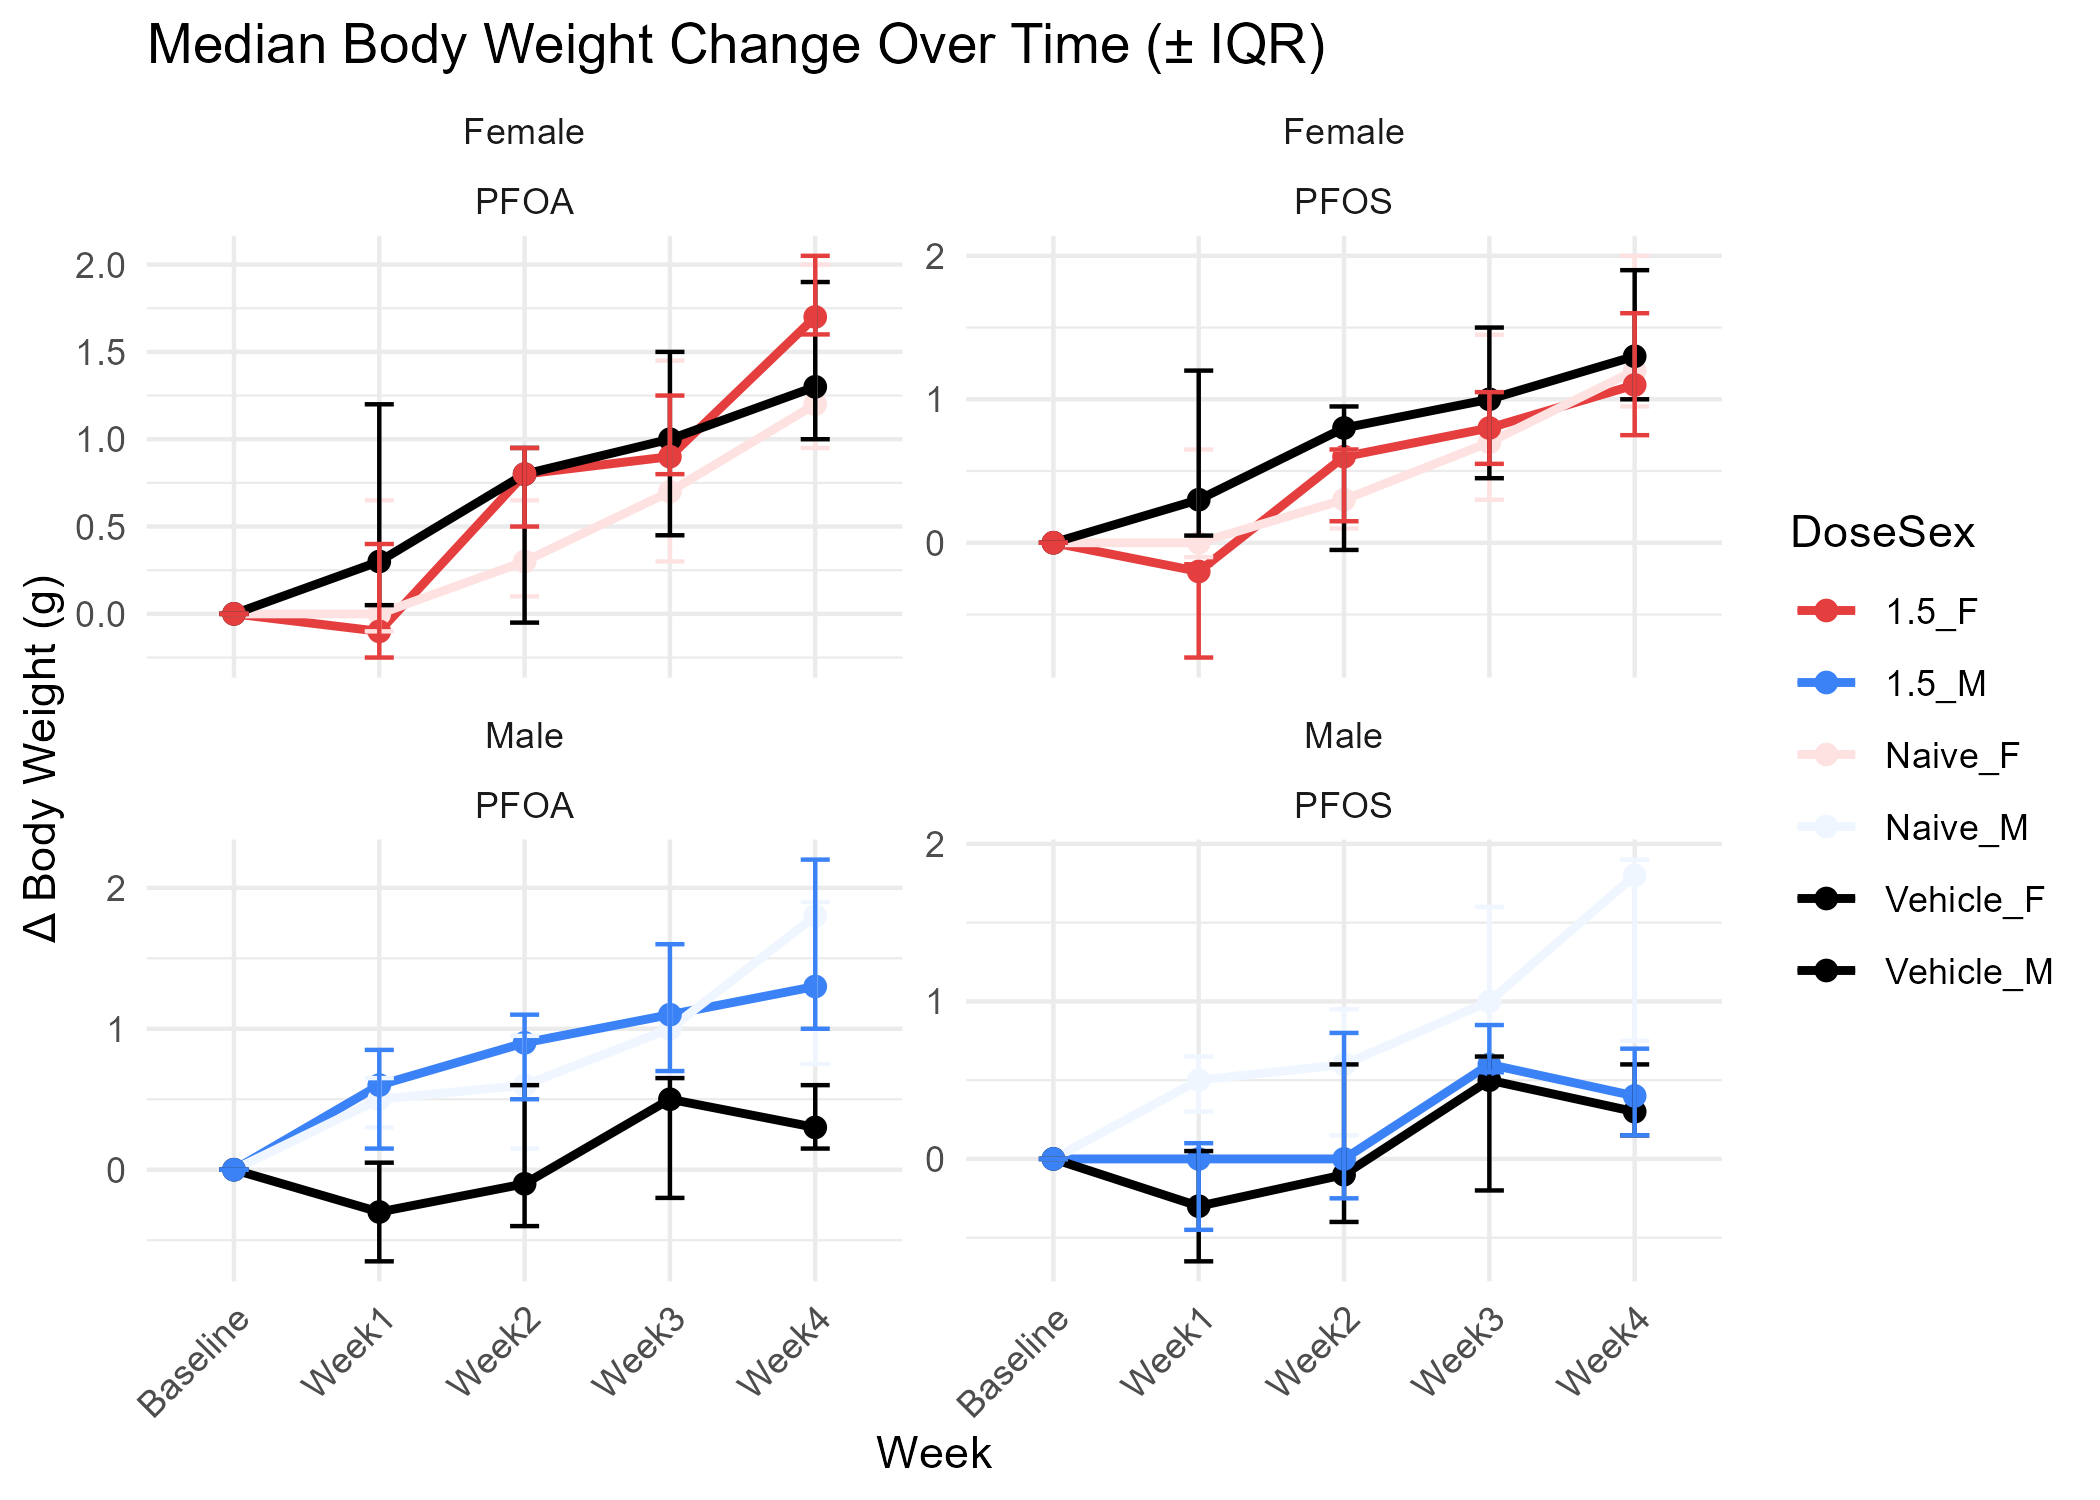 Median Body Weight Change Over Time (± IQR)
Female
PFOA
Female
PFOS
2.0
1.5
1.0
0.5
0.0
2
1
0
Δ Body Weight (g)
Male
PFOA
Male
PFOS
2
1
0
2
1
0
Baseline
Week1
Week2
Week3
Week4
Baseline
Week1
Week2
Week3
Week4
Week
DoseSex
1.5_F
1.5_M
Naive_F
Naive_M
Vehicle_F
Vehicle_M